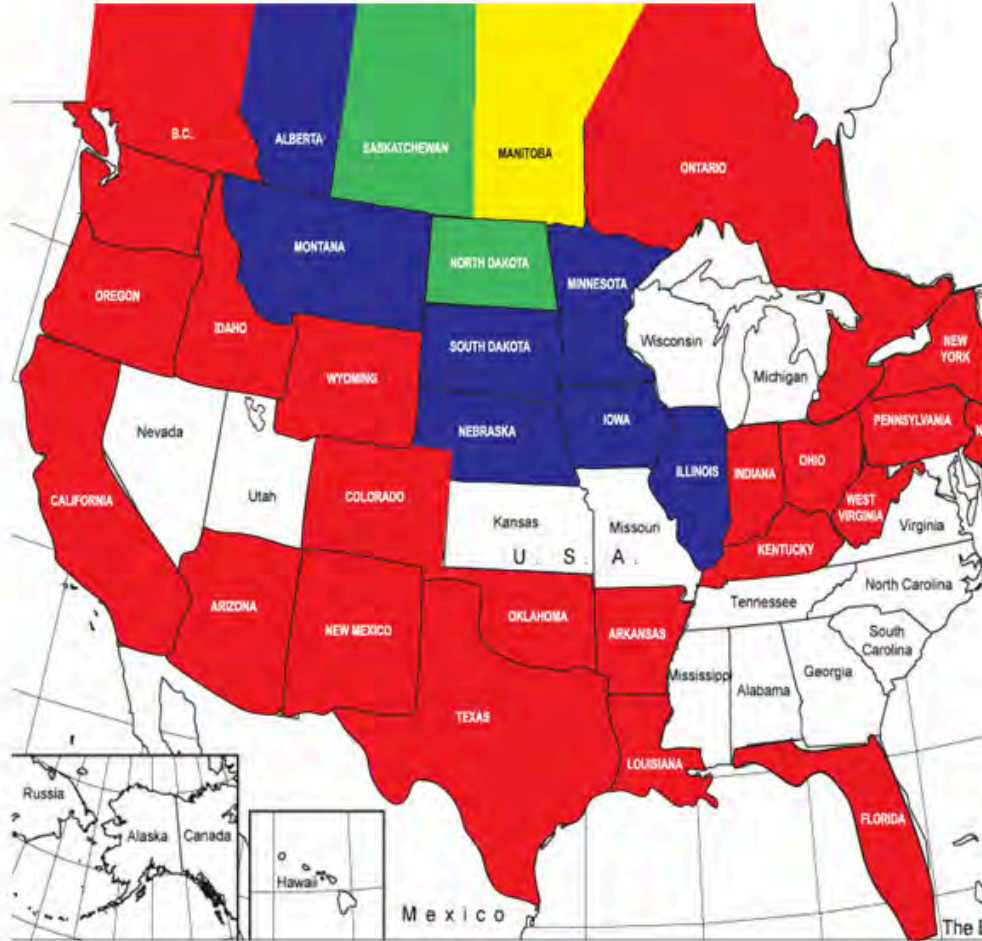 B.C.
ALBERTA
SASKATCHEWAN
MANITOBA
ONTARIO
MONTANA
NORTH DAKOTA
MINNESOTA
OREGON
IDAHO
SOUTH DAKOTA
Wisconsin
NEW
YORK
WYOMING
Michigan
NEBRASKA
IOWA
PENNSYLVANIA
N
Nevada
ILLINOIS
INDIANA
OHIO
CALIFORNIA
Utah
COLORADO
WEST
VIRGINIA
Kansas
Missouri
Virginia
U. S. A.
KENTUCKY
North Carolina
Tennessee
ARIZONA
NEW MEXICO
OKLAHOMA
ARKANSAS
South
Carolina
Mississippi
Alabama
Georgia
TEXAS
LOUISIANA
FLORIDA
Russia
Alaska
Canada
Hawaii
Mexico
The B